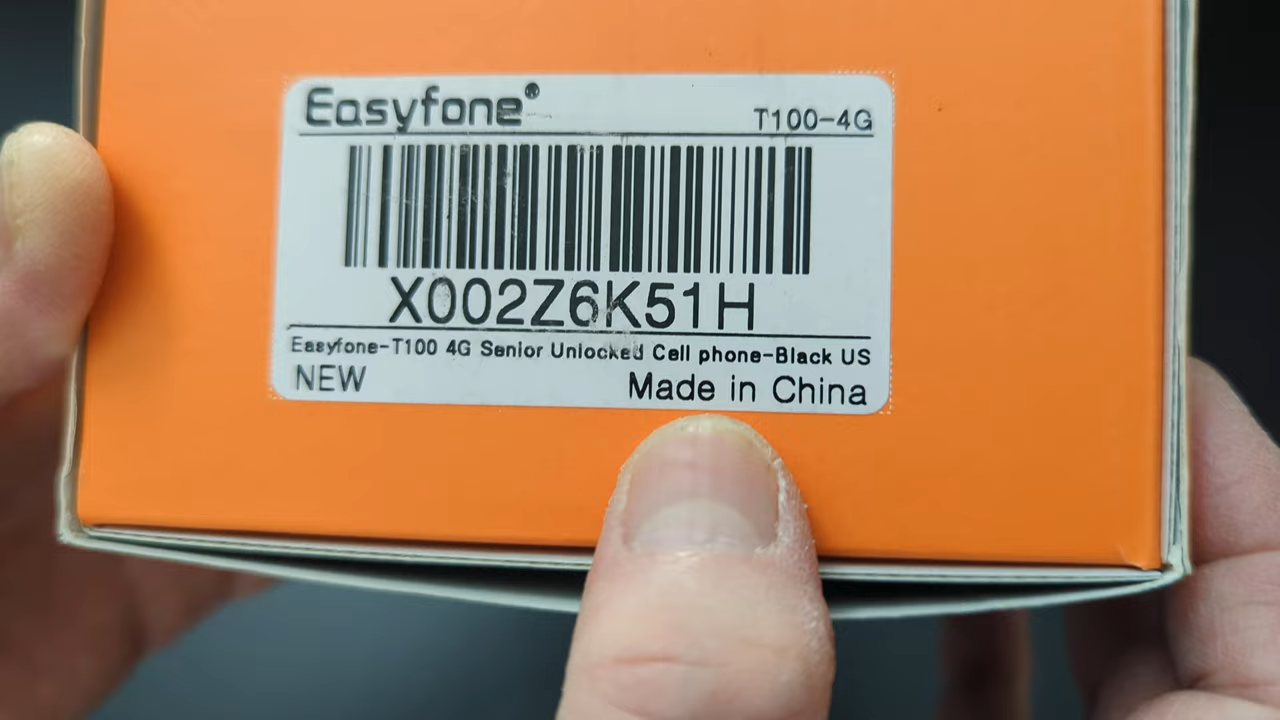 Easyfone®
T100-4G
X002Z6K51H
Easyfone-T100 4G Senior Unlocked Cell phone-Black US
NEW
Made in China